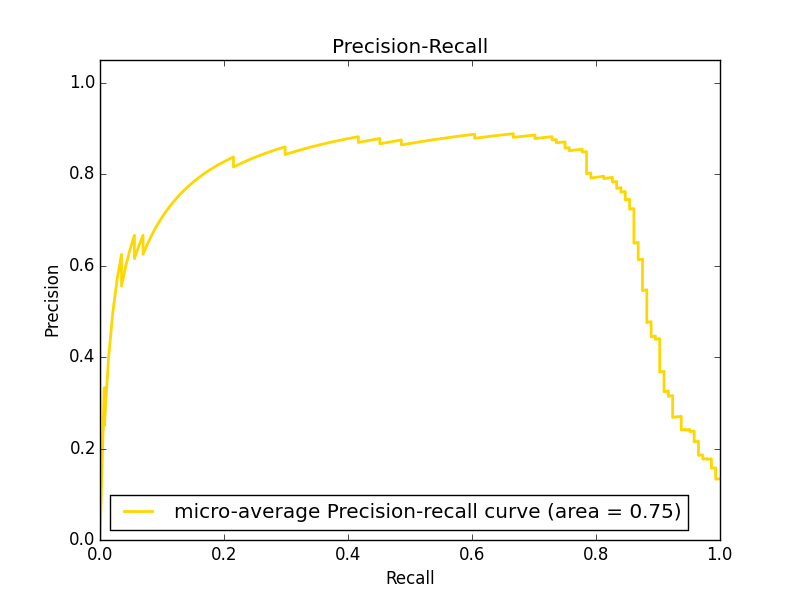 Precision-Recall
1.0
0.8
0.6
0.4
0.2
0.0
Precision
micro-average Precision-recall curve (area = 0.75)
0.0 0.2 0.4 0.6 0.8 1.0
Recall